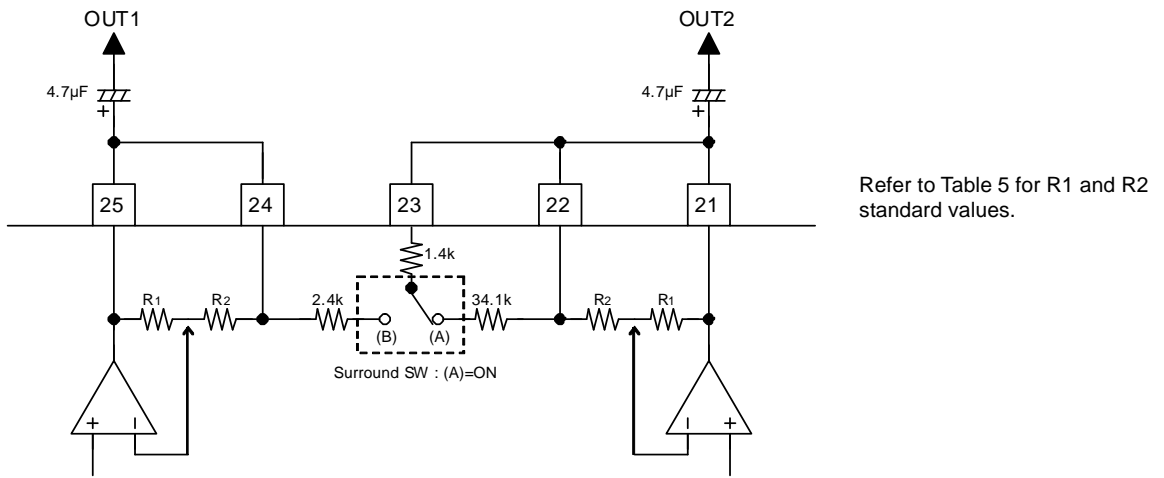 OUT1 OUT2
4.7µF 4.7µF
+ +
25 24 23 22 21
Refer to Table 5 for R1 and R2
standard values.
1.4k
R1 R2 2.4k 34.1k R2 R1
(B) (A)
Surround SW : (A)=ON
+ − − +